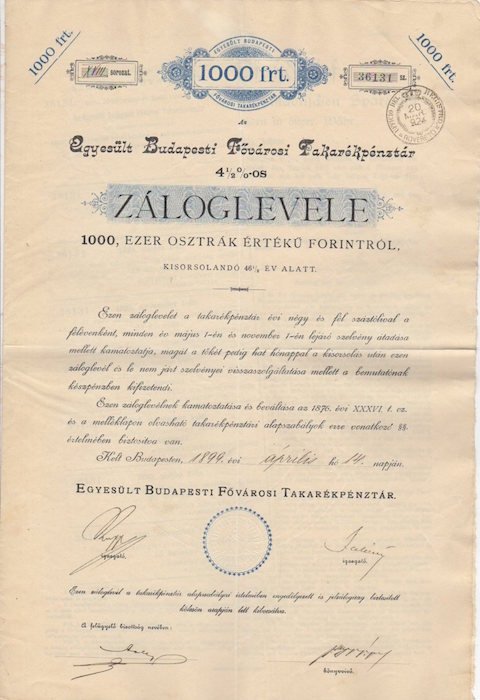 1000 frt.
EGYESÜLT BUDAPESTI
1000 frt.
FŐVÁROSI TAKARÉKPÉNZTÁR
1000 frt.
sorozat.
36131 sz.
Az
Egyesült Budapesti Fővárosi Takarékpénztár
4½%-OS
ZÁLOGLEVELE
1000, EZER OSZTRÁK ÉRTÉKŰ FORINTRÓL,
KISORSOLANDÓ 46½ ÉV ALATT.
Ezen záloglevelet a takarékpénztár évi négy és fél száztólival a
félévenként, minden év május 1-én és november 1-én lejáró szelvény átadása
mellett kamatoztatja, magát a tőkét pedig hat hónappal a kisorsolás után ezen
záloglevél és le nem járt szelvényei visszaszolgáltatása mellett a bemutatónak
készpénzben kifizetendi.
Ezen záloglevélnek kamatoztatása és beváltása az 1876. évi XXXVI. t. cz.
és a melléklapon olvasható takarékpénztári alapszabályok erre vonatkozó §§.
értelmében biztosítva van.
Kelt Budapesten, 1899. évi április hó 14. napján.
EGYESÜLT BUDAPESTI FŐVÁROSI TAKARÉKPÉNZTÁR.
igazgató.
igazgató.
Ezen záloglevél a takarékpénztár alapszabályai értelmében engedélyezett és jelzálogilag biztosított
kölcsön alapján lett kibocsátva.
A felügyelő bizottság nevében:
könyvvivő.